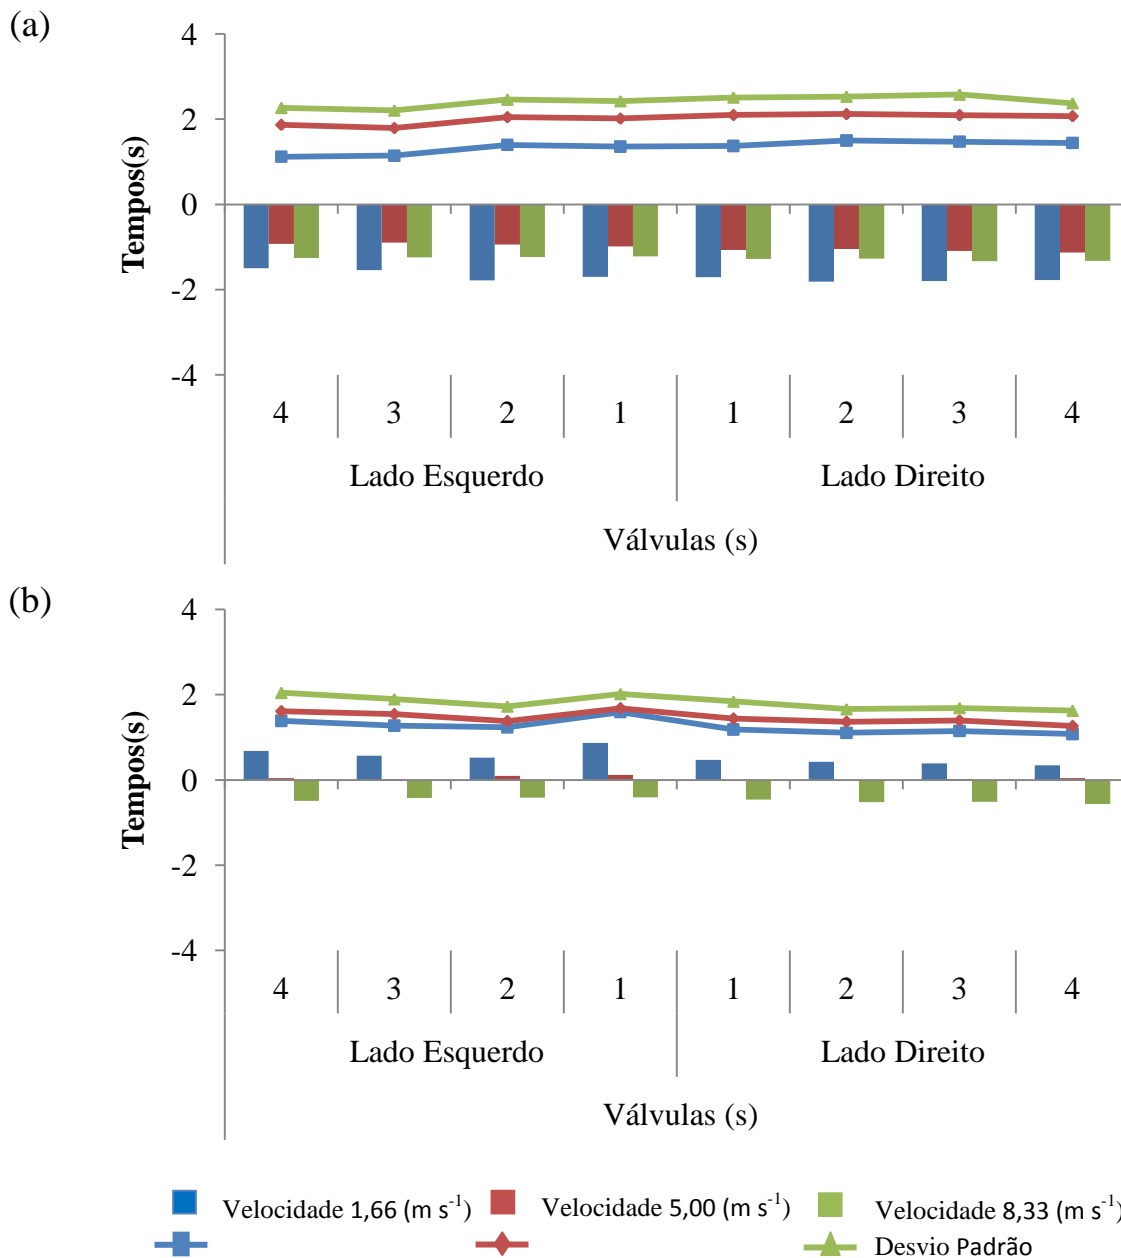 (a)
4
2
0
-2
-4
Tempos(s)
4 3 2 1 1 2 3 4
Lado Esquerdo Lado Direito
Válvulas (s)
(b)
4
2
0
-2
-4
Tempos(s)
4 3 2 1 1 2 3 4
Lado Esquerdo Lado Direito
Válvulas (s)
Velocidade 1,66 (m s⁻¹) Velocidade 5,00 (m s⁻¹) Velocidade 8,33 (m s⁻¹)
Desvio Padrão